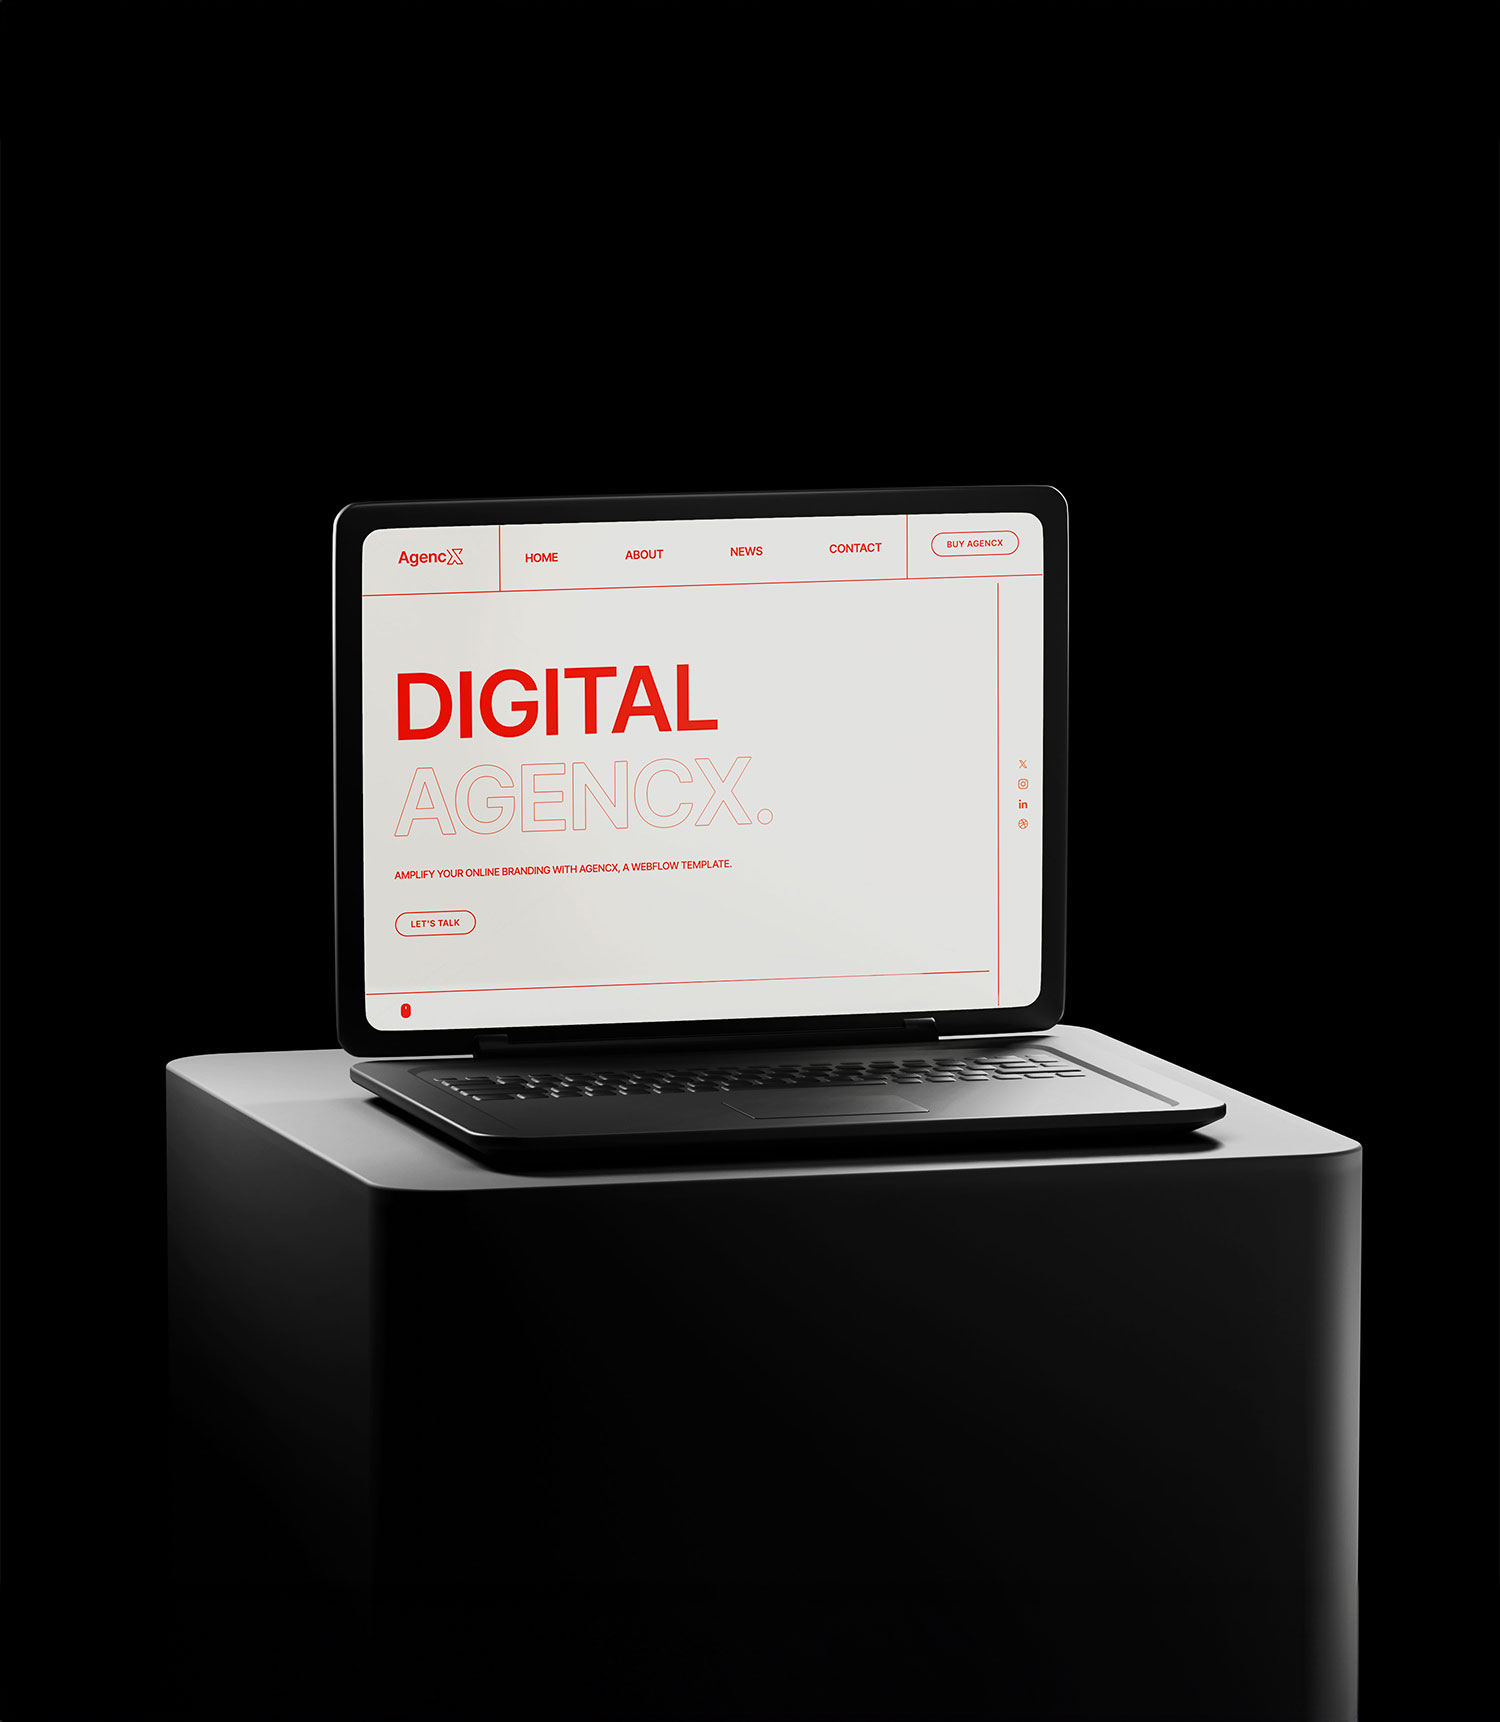 AgencX
HOME ABOUT NEWS CONTACT
BUY AGENCX
DIGITAL
AGENCX.
AMPLIFY YOUR ONLINE BRANDING WITH AGENCX, A WEBFLOW TEMPLATE.
LET'S TALK